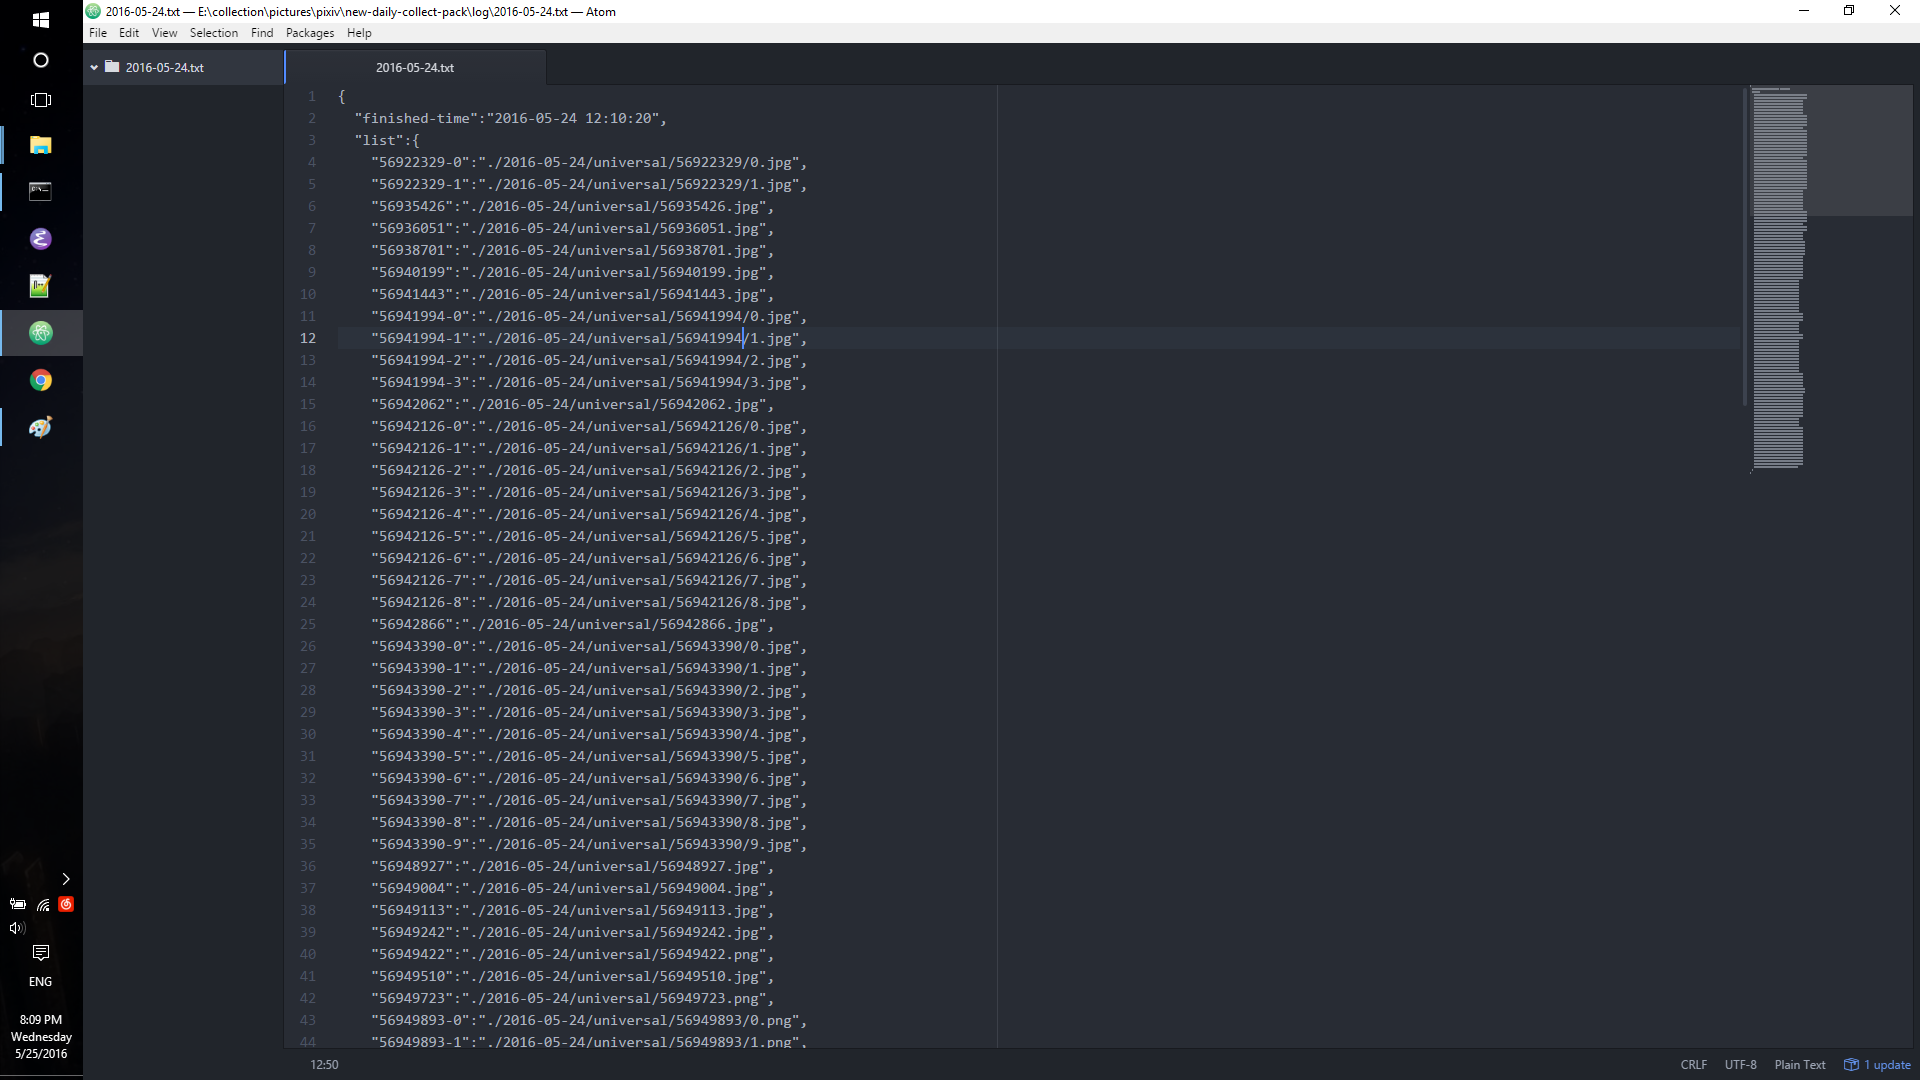 2016-05-24.txt — E:\collection\pictures\pixiv\new-daily-collect-pack\log\2016-05-24.txt — Atom
File Edit View Selection Find Packages Help
2016-05-24.txt
2016-05-24.txt
1 {
2 "finished-time":"2016-05-24 12:10:20",
3 "list":{
4 "56922329-0":"./2016-05-24/universal/56922329/0.jpg",
5 "56922329-1":"./2016-05-24/universal/56922329/1.jpg",
6 "56935426":"./2016-05-24/universal/56935426.jpg",
7 "56936051":"./2016-05-24/universal/56936051.jpg",
8 "56938701":"./2016-05-24/universal/56938701.jpg",
9 "56940199":"./2016-05-24/universal/56940199.jpg",
10 "56941443":"./2016-05-24/universal/56941443.jpg",
11 "56941994-0":"./2016-05-24/universal/56941994/0.jpg",
12 "56941994-1":"./2016-05-24/universal/56941994/1.jpg",
13 "56941994-2":"./2016-05-24/universal/56941994/2.jpg",
14 "56941994-3":"./2016-05-24/universal/56941994/3.jpg",
15 "56942062":"./2016-05-24/universal/56942062.jpg",
16 "56942126-0":"./2016-05-24/universal/56942126/0.jpg",
17 "56942126-1":"./2016-05-24/universal/56942126/1.jpg",
18 "56942126-2":"./2016-05-24/universal/56942126/2.jpg",
19 "56942126-3":"./2016-05-24/universal/56942126/3.jpg",
20 "56942126-4":"./2016-05-24/universal/56942126/4.jpg",
21 "56942126-5":"./2016-05-24/universal/56942126/5.jpg",
22 "56942126-6":"./2016-05-24/universal/56942126/6.jpg",
23 "56942126-7":"./2016-05-24/universal/56942126/7.jpg",
24 "56942126-8":"./2016-05-24/universal/56942126/8.jpg",
25 "56942866":"./2016-05-24/universal/56942866.jpg",
26 "56943390-0":"./2016-05-24/universal/56943390/0.jpg",
27 "56943390-1":"./2016-05-24/universal/56943390/1.jpg",
28 "56943390-2":"./2016-05-24/universal/56943390/2.jpg",
29 "56943390-3":"./2016-05-24/universal/56943390/3.jpg",
30 "56943390-4":"./2016-05-24/universal/56943390/4.jpg",
31 "56943390-5":"./2016-05-24/universal/56943390/5.jpg",
32 "56943390-6":"./2016-05-24/universal/56943390/6.jpg",
33 "56943390-7":"./2016-05-24/universal/56943390/7.jpg",
34 "56943390-8":"./2016-05-24/universal/56943390/8.jpg",
35 "56943390-9":"./2016-05-24/universal/56943390/9.jpg",
36 "56948927":"./2016-05-24/universal/56948927.jpg",
37 "56949004":"./2016-05-24/universal/56949004.jpg",
38 "56949113":"./2016-05-24/universal/56949113.jpg",
39 "56949242":"./2016-05-24/universal/56949242.jpg",
40 "56949422":"./2016-05-24/universal/56949422.png",
41 "56949510":"./2016-05-24/universal/56949510.jpg",
42 "56949723":"./2016-05-24/universal/56949723.png",
43 "56949893-0":"./2016-05-24/universal/56949893/0.png",
44 "56949893-1":"./2016-05-24/universal/56949893/1.png",
12:50
CRLF UTF-8 Plain Text 1 update
ENG
8:09 PM
Wednesday
5/25/2016